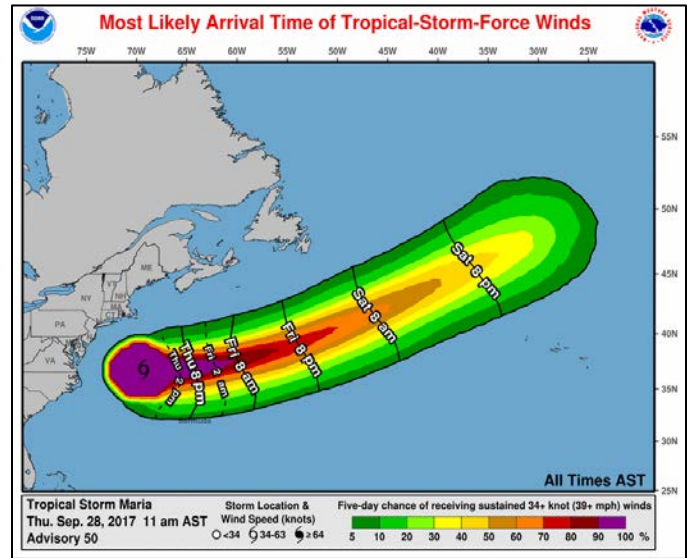 Most Likely Arrival Time of Tropical-Storm-Force Winds
75W 70W 65W 60W 55W 50W 45W 40W 35W 30W 25W
55N
50N
45N
40N
35N
30N
25N
ME
VT
NH
NY
MA
CT
PA
VA
Thu 2 pm
Thu 8 pm
Fri 2 am
Fri 8 am
Fri 8 pm
Sat 8 am
Sat 8 pm
Bermuda
All Times AST
Tropical Storm Maria
Thu. Sep. 28, 2017 11 am AST
Advisory 50
Storm Location &
Wind Speed (knots)
<34 34-63 ≥ 64
Five-day chance of receiving sustained 34+ knot (39+ mph) winds
5 10 20 30 40 50 60 70 80 90 100 %